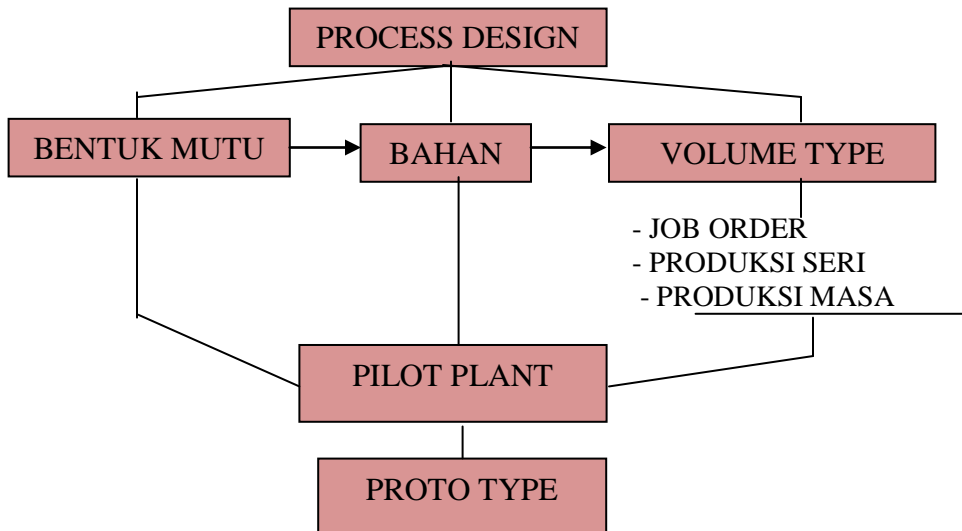 PROCESS DESIGN
BENTUK MUTU
BAHAN
VOLUME TYPE
- JOB ORDER
- PRODUKSI SERI
- PRODUKSI MASA
PILOT PLANT
PROTO TYPE